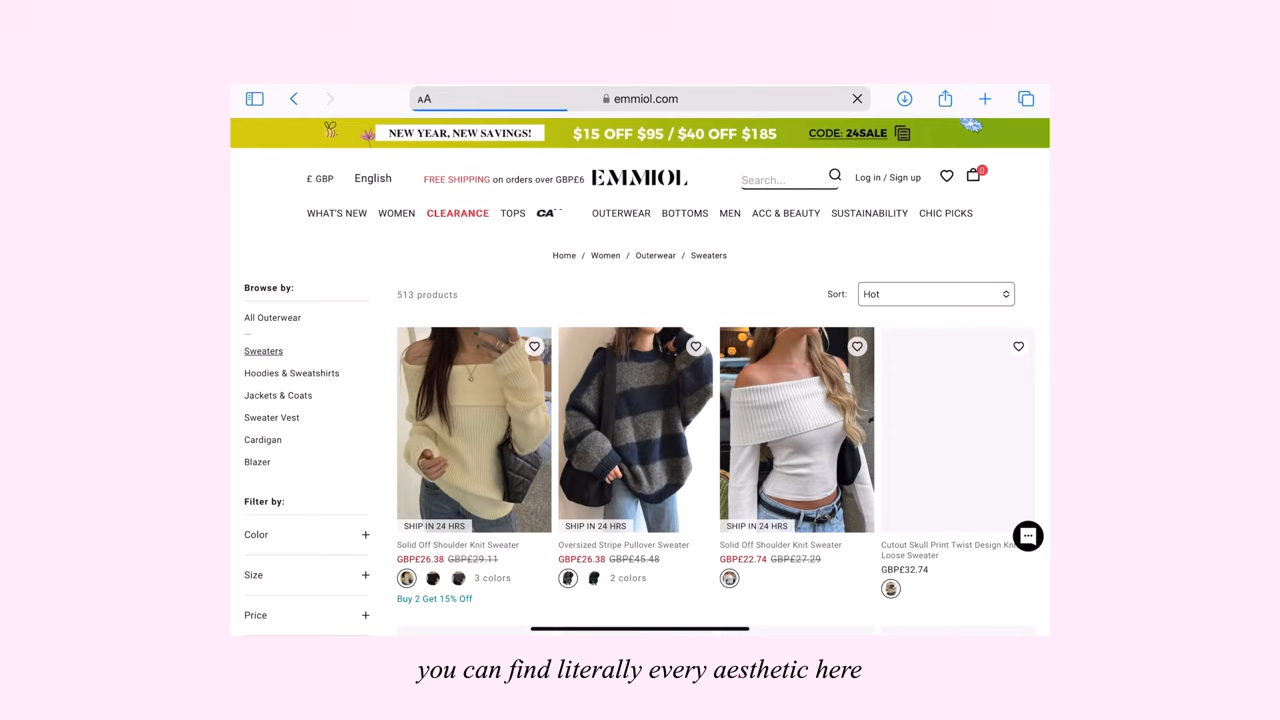 AA emmiol.com
NEW YEAR, NEW SAVINGS! $15 OFF $95 / $40 OFF $185 CODE: 24SALE
£ GBP English FREE SHIPPING on orders over GBP£6 EMMIOL Search... Log in / Sign up 0
WHAT'S NEW WOMEN CLEARANCE TOPS CA OUTERWEAR BOTTOMS MEN ACC & BEAUTY SUSTAINABILITY CHIC PICKS
Home / Women / Outerwear / Sweaters
Browse by:
All Outerwear
...
Sweaters
Hoodies & Sweatshirts
Jackets & Coats
Sweater Vest
Cardigan
Blazer
Filter by:
Color +
Size +
Price +
513 products
Sort: Hot
SHIP IN 24 HRS
Solid Off Shoulder Knit Sweater
GBP£26.38 GBP£29.11
3 colors
Buy 2 Get 15% Off
SHIP IN 24 HRS
Oversized Stripe Pullover Sweater
GBP£26.38 GBP£45.48
2 colors
SHIP IN 24 HRS
Solid Off Shoulder Knit Sweater
GBP£22.74 GBP£27.29
Cutout Skull Print Twist Design Kn
Loose Sweater
GBP£32.74
you can find literally every aesthetic here